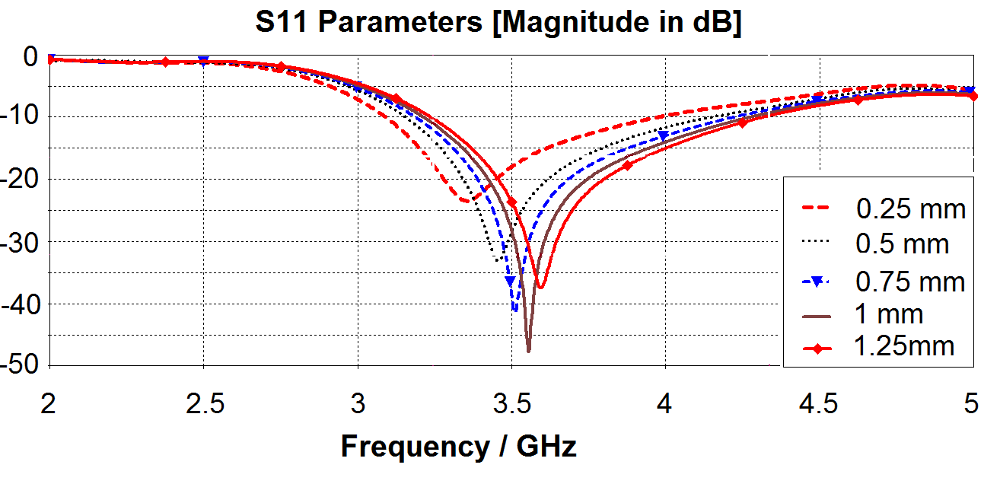 S11 Parameters [Magnitude in dB]
0
-10
-20
-30
-40
-50
2
2.5
3
3.5
4
4.5
5
Frequency / GHz
0.25 mm
0.5 mm
0.75 mm
1 mm
1.25mm